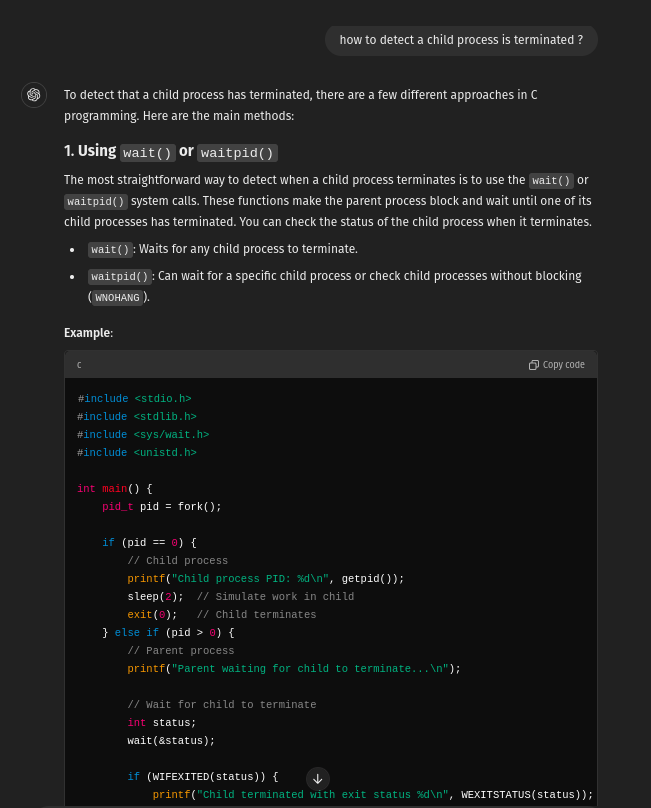 how to detect a child process is terminated ?
To detect that a child process has terminated, there are a few different approaches in C
programming. Here are the main methods:
1. Using wait() or waitpid()
The most straightforward way to detect when a child process terminates is to use the wait() or
waitpid() system calls. These functions make the parent process block and wait until one of its
child processes has terminated. You can check the status of the child process when it terminates.
• wait(): Waits for any child process to terminate.
• waitpid(): Can wait for a specific child process or check child processes without blocking
(WNOHANG).
Example:
c
Copy code
#include <stdio.h>
#include <stdlib.h>
#include <sys/wait.h>
#include <unistd.h>
int main() {
    pid_t pid = fork();
    if (pid == 0) {
        // Child process
        printf("Child process PID: %d\n", getpid());
        sleep(2);  // Simulate work in child
        exit(0);   // Child terminates
    } else if (pid > 0) {
        // Parent process
        printf("Parent waiting for child to terminate...\n");
        // Wait for child to terminate
        int status;
        wait(&status);
        if (WIFEXITED(status)) {
            printf("Child terminated with exit status %d\n", WEXITSTATUS(status));